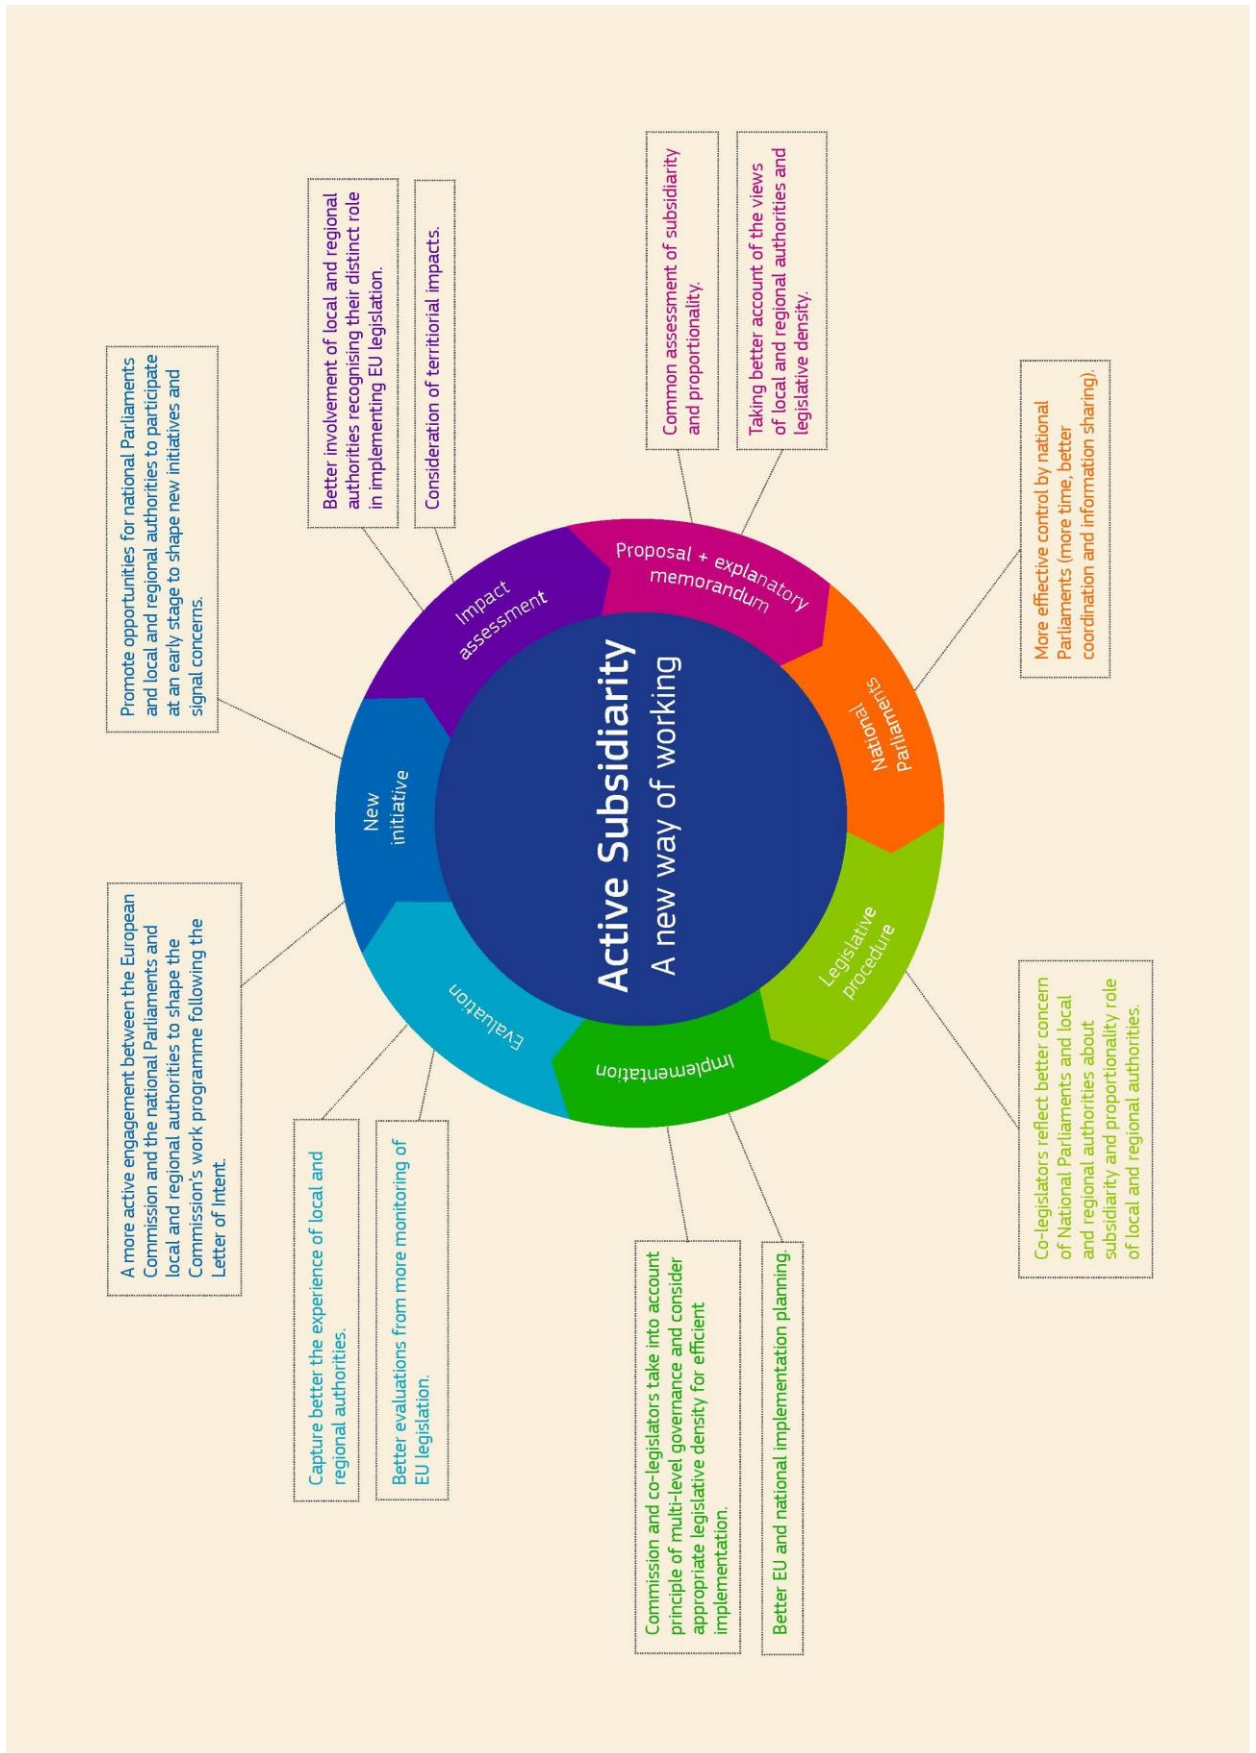 Active Subsidiarity
A new way of working
New
initiative
A more active engagement between the European
Commission and the national Parliaments and
local and regional authorities to shape the
Commission's work programme following the
Letter of Intent.
Promote opportunities for national Parliaments
and local and regional authorities to participate
at an early stage to shape new initiatives and
signal concerns.
Impact
assessment
Better involvement of local and regional
authorities recognising their distinct role
in implementing EU legislation.
Consideration of territiorial impacts.
Proposal + explanatory
memorandum
Common assessment of subsidiarity
and proportionality.
Taking better account of the views
of local and regional authorities and
legislative density.
National
Parliaments
More effiective control by national
Parliaments (more time, better
coordination and information sharing).
Legislative
procedure
Co-legislators reflect better concern
of National Parliaments and local
and regional authorities about
subsidiarity and proportionality role
of local and regional authorities.
Implementation
Commission and co-legislators take into account
principle of multi-level governance and consider
appropriate legislative density for efficient
implementation.
Better EU and national implementation planning.
Evaluation
Capture better the experience of local and
regional authorities.
Better evaluations from more monitoring of
EU legislation.